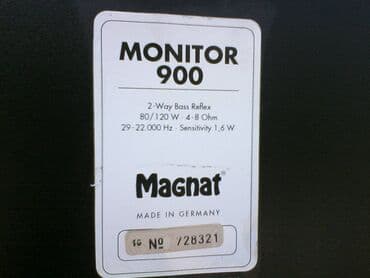 MONITOR
900
2-Way Bass Reflex
80/120 W · 4-8 Ohm
29-22.000 Hz · Sensitivity 1,6 W
Magnat®
MADE IN GERMANY
Nº 728321